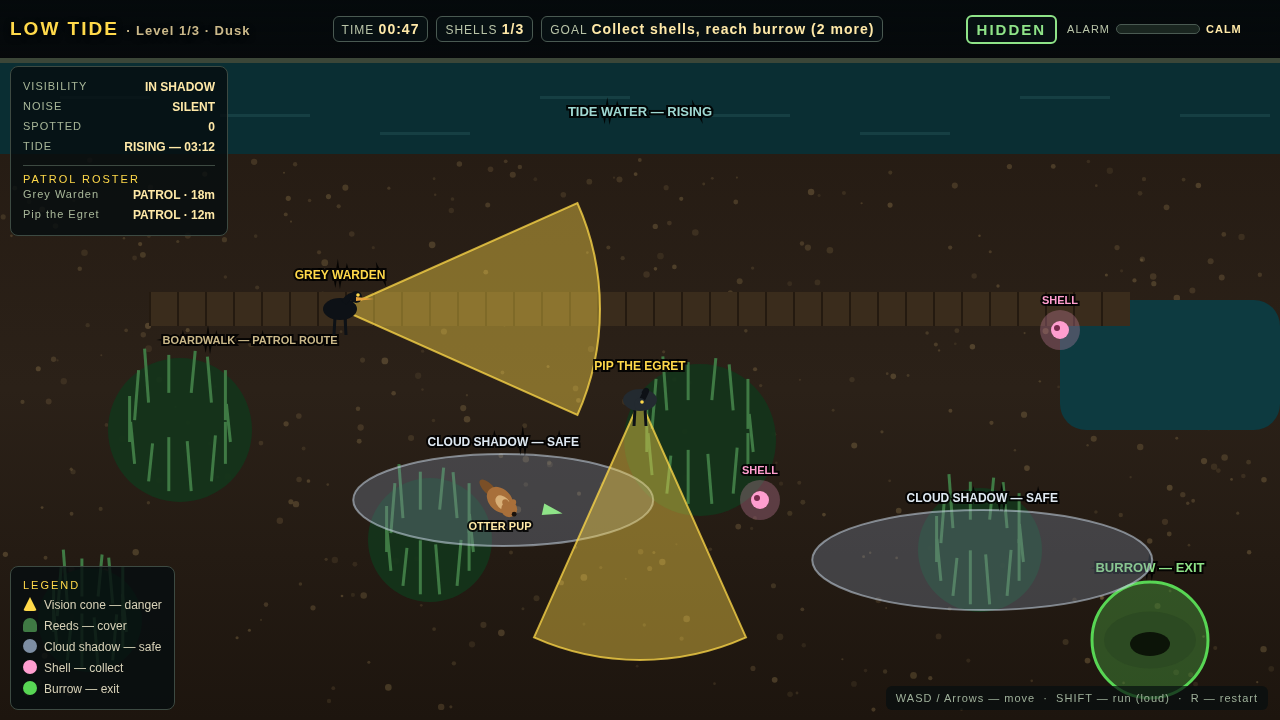 LOW TIDE · Level 1/3 · Dusk
TIME 00:47
SHELLS 1/3
GOAL Collect shells, reach burrow (2 more)
HIDDEN
ALARM
CALM
VISIBILITY IN SHADOW
NOISE SILENT
SPOTTED 0
TIDE RISING — 03:12
PATROL ROSTER
Grey Warden PATROL · 18m
Pip the Egret PATROL · 12m
TIDE WATER — RISING
GREY WARDEN
SHELL
BOARDWALK — PATROL ROUTE
PIP THE EGRET
CLOUD SHADOW — SAFE
SHELL
CLOUD SHADOW — SAFE
OTTER PUP
BURROW — EXIT
LEGEND
Vision cone — danger
Reeds — cover
Cloud shadow — safe
Shell — collect
Burrow — exit
WASD / Arrows — move · SHIFT — run (loud) · R — restart